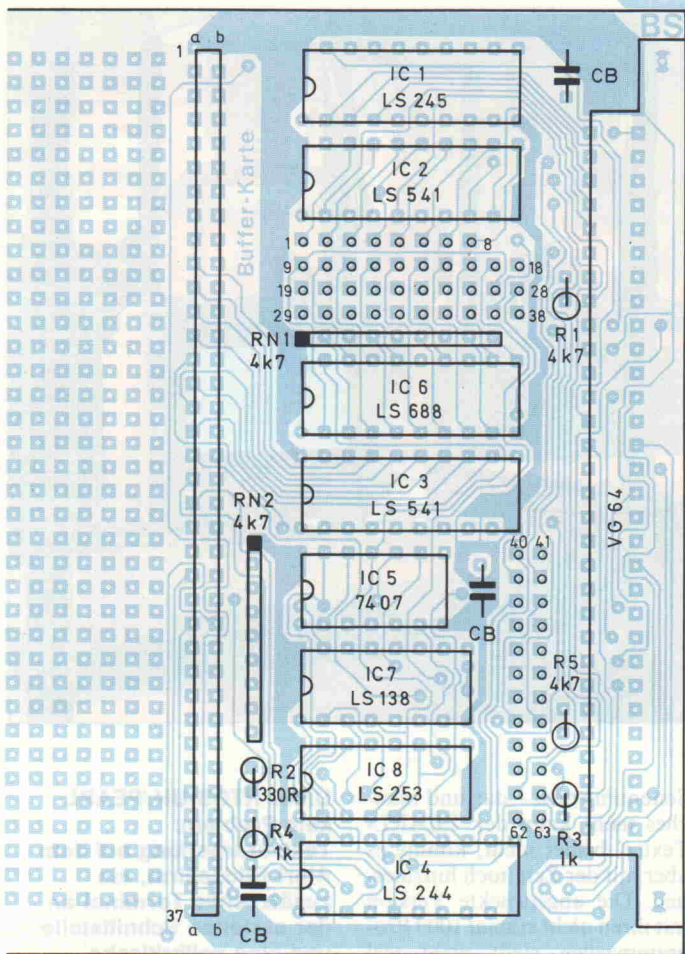 a b
1
BS
IC 1
LS 245
CB
IC 2
LS 541
Buffer-Karte
1
8
9
18
19
28
29
38
RN1
4k7
R1
4k7
IC 6
LS 688
IC 3
LS 541
VG 64
RN2
4k7
40 41
IC 5
7407
CB
IC7
LS 138
R5
4k7
R2
330R
IC 8
LS 253
R4
1k
62 63
R3
1k
IC 4
LS 244
37
a b
CB